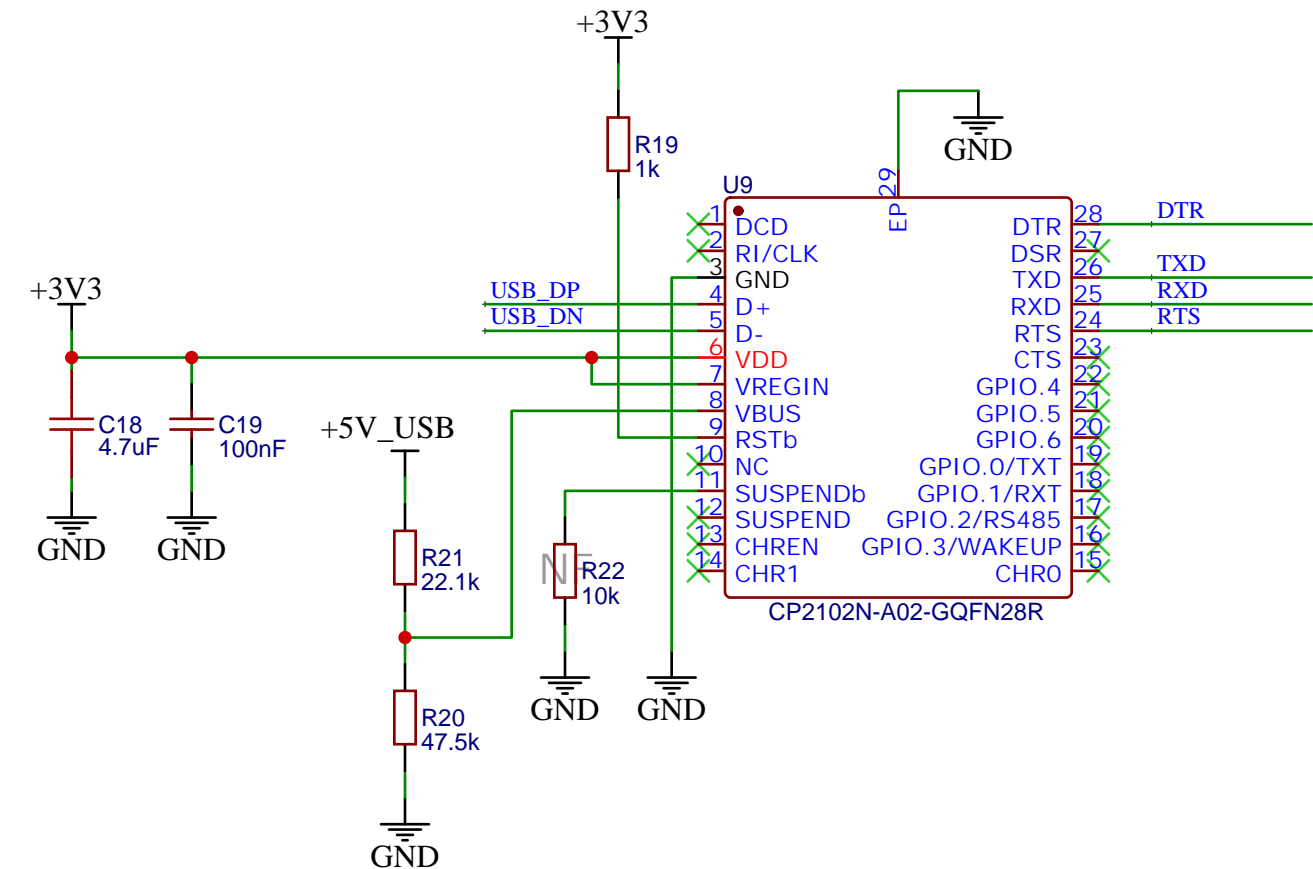 +3V3
R19
1k
GND
U9
EP 29
1 DCD
2 RI/CLK
3 GND
4 D+
5 D-
6 VDD
7 VREGIN
8 VBUS
9 RSTb
10 NC
11 SUSPENDb
12 SUSPEND
13 CHREN
14 CHR1
DTR 28
DSR 27
TXD 26
RXD 25
RTS 24
CTS 23
GPIO.4 22
GPIO.5 21
GPIO.6 20
GPIO.0/TXT 19
GPIO.1/RXT 18
GPIO.2/RS485 17
GPIO.3/WAKEUP 16
CHR0 15
CP2102N-A02-GQFN28R
DTR
TXD
RXD
RTS
USB_DP
USB_DN
+3V3
C18
4.7uF
C19
100nF
GND
GND
+5V_USB
R21
22.1k
R20
47.5k
GND
R22
10k
GND
GND